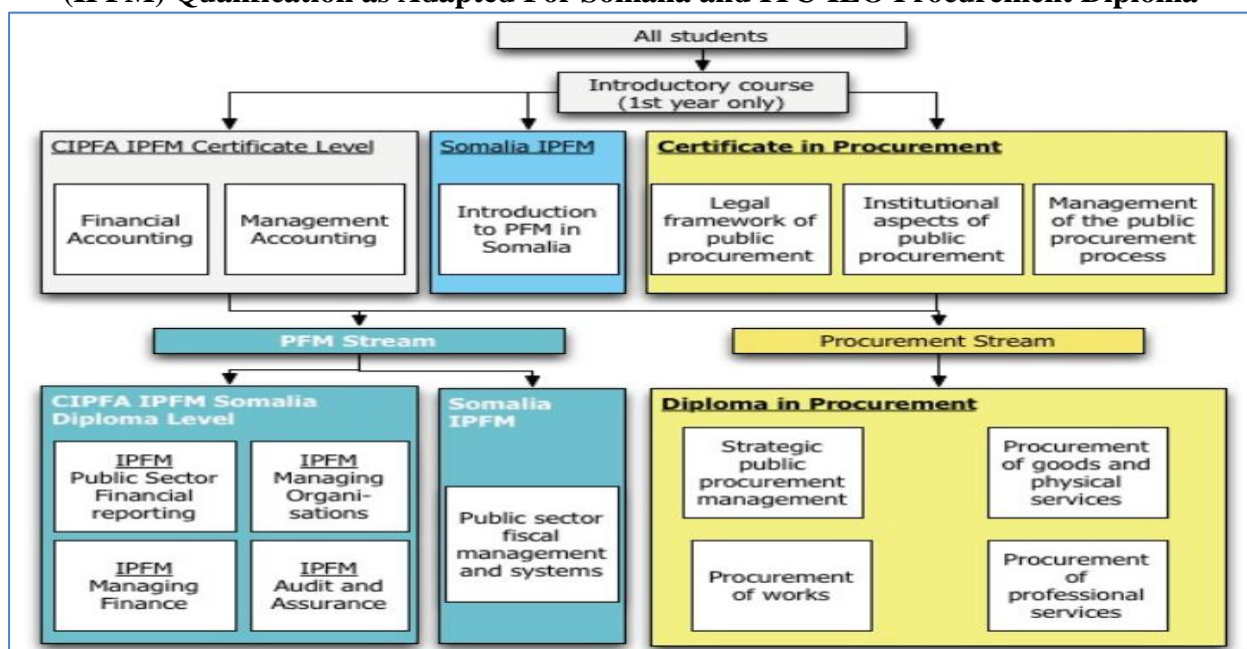 (IPFM) Qualification as Adapted For Somalia and ITC-ILO Procurement Diploma
All students
Introductory course
(1st year only)
CIPFA IPFM Certificate Level
Financial
Accounting
Management
Accounting
Somalia IPFM
Introduction
to PFM in
Somalia
Certificate in Procurement
Legal
framework of
public
procurement
Institutional
aspects of
public
procurement
Management
of the public
procurement
process
PFM Stream
Procurement Stream
CIPFA IPFM Somalia
Diploma Level
IPFM
Public Sector
Financial
reporting
IPFM
Managing
Organi-
sations
IPFM
Managing
Finance
IPFM
Audit and
Assurance
Somalia
IPFM
Public sector
fiscal
management
and systems
Diploma in Procurement
Strategic
public
procurement
management
Procurement
of goods and
physical
services
Procurement
of works
Procurement
of
professional
services